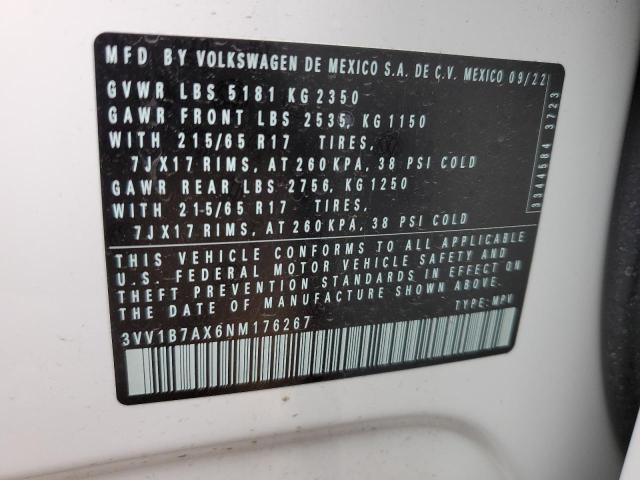 MFD BY VOLKSWAGEN DE MEXICO S.A. DE C.V. MEXICO 09/22
GVWR LBS 5181 KG 2350
GAWR FRONT LBS 2535, KG 1150
WITH 215/65 R17 TIRES,
7JX17 RIMS, AT 260 KPA, 38 PSI COLD
GAWR REAR LBS 2756, KG 1250
WITH 215/65 R17 TIRES,
7JX17 RIMS, AT 260 KPA, 38 PSI COLD
THIS VEHICLE CONFORMS TO ALL APPLICABLE
U.S. FEDERAL MOTOR VEHICLE SAFETY AND
THEFT PREVENTION STANDARDS IN EFFECT ON
THE DATE OF MANUFACTURE SHOWN ABOVE
3VV1B7AX6NM176267 TYPE: MPV
3344584 3723